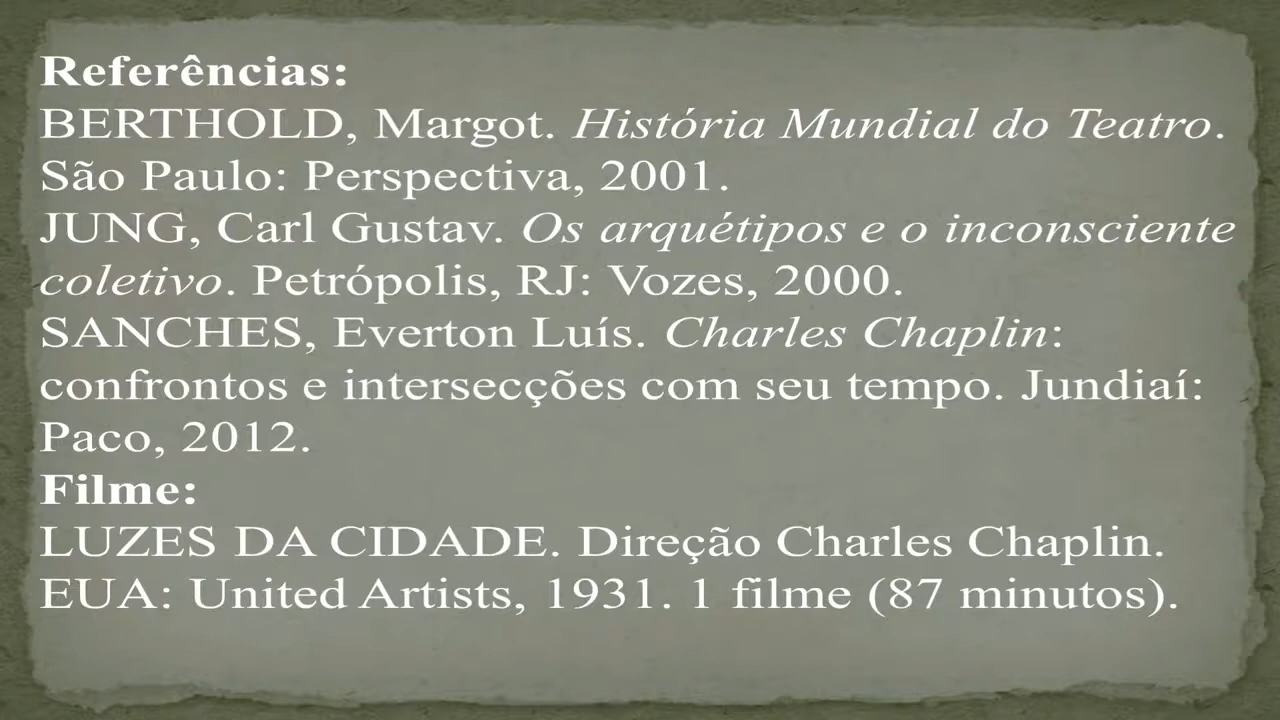 Referências:
BERTHOLD, Margot. História Mundial do Teatro.
São Paulo: Perspectiva, 2001.
JUNG, Carl Gustav. Os arquétipos e o inconsciente
coletivo. Petrópolis, RJ: Vozes, 2000.
SANCHES, Everton Luís. Charles Chaplin:
confrontos e intersecções com seu tempo. Jundiaí:
Paco, 2012.
Filme:
LUZES DA CIDADE. Direção Charles Chaplin.
EUA: United Artists, 1931. 1 filme (87 minutos).